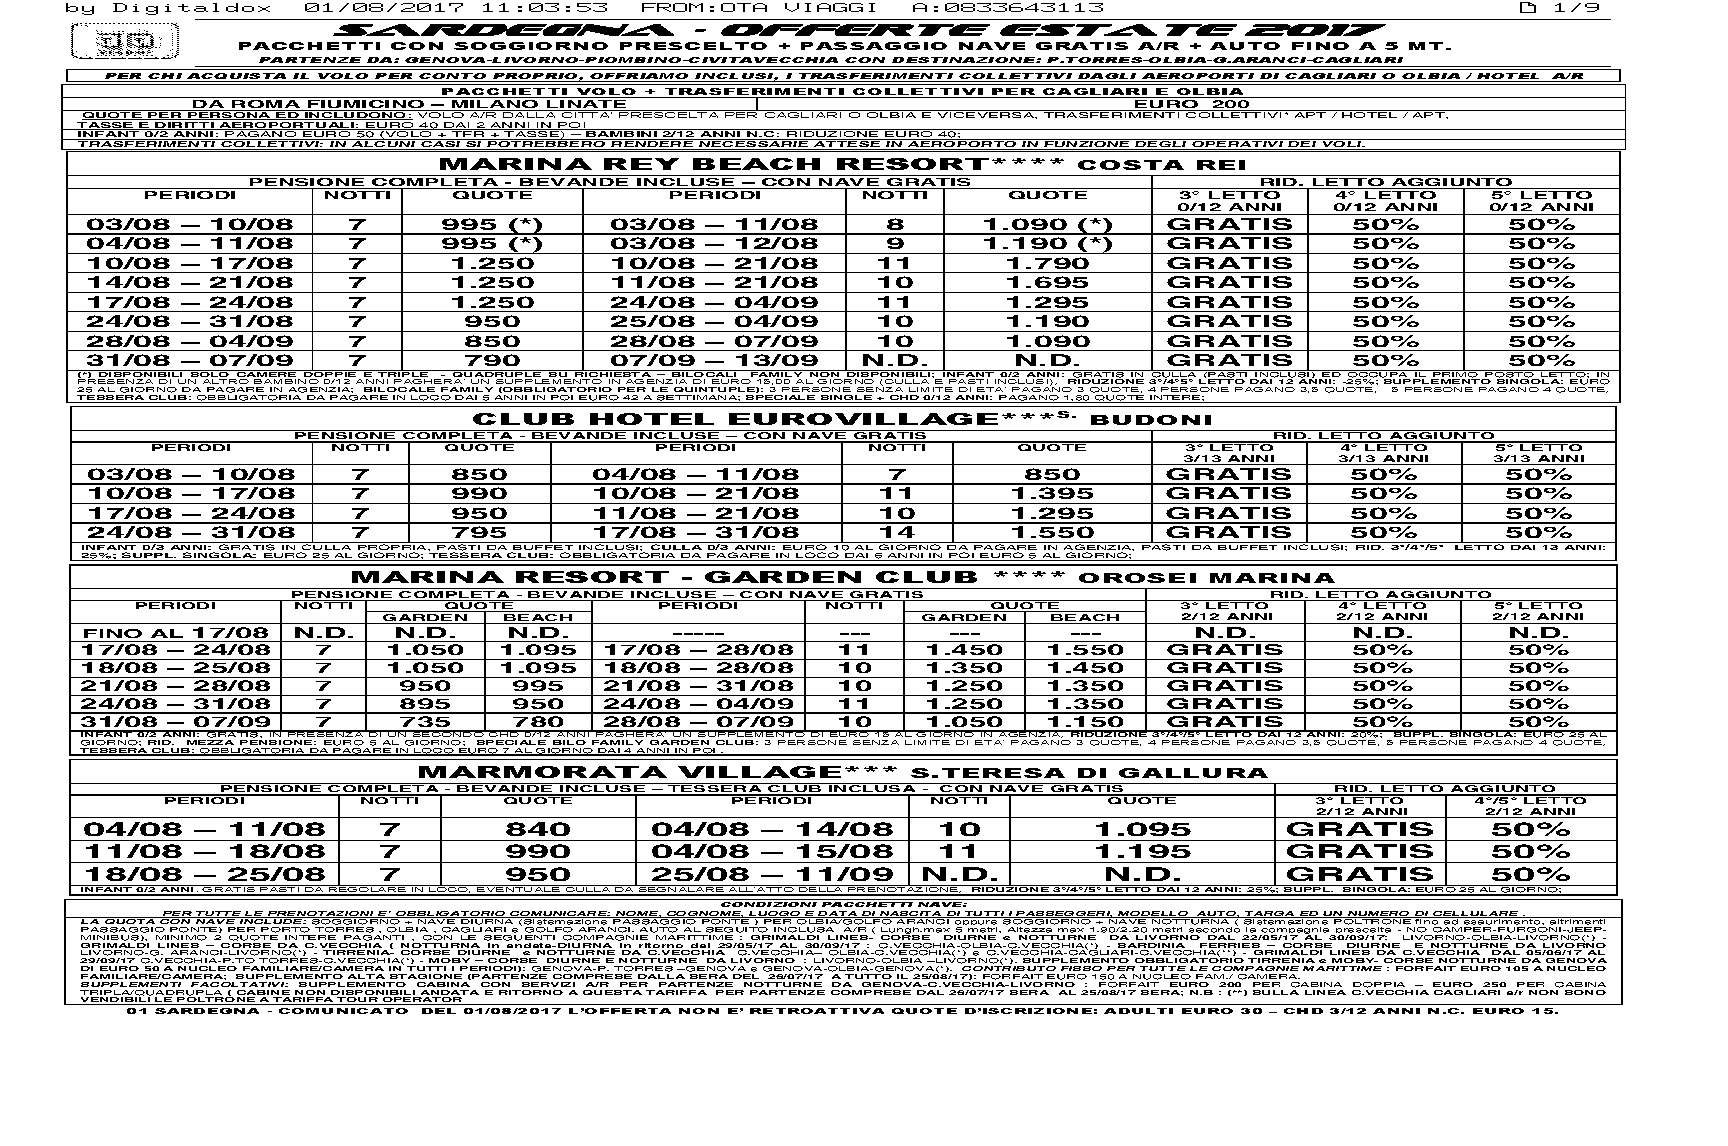 by Digitaldox 01/08/2017 11:03:53 FROM:OTA VIAGGI A:0833643113 1/9
SARDEGNA - OFFERTE ESTATE 2017
PACCHETTI CON SOGGIORNO PRESCELTO + PASSAGGIO NAVE GRATIS A/R + AUTO FINO A 5 MT.
PARTENZE DA: GENOVA-LIVORNO-PIOMBINO-CIVITAVECCHIA CON DESTINAZIONE: P.TORRES-OLBIA-G.ARANCI-CAGLIARI
PER CHI ACQUISTA IL VOLO PER CONTO PROPRIO, OFFRIAMO INCLUSI, I TRASFERIMENTI COLLETTIVI DAGLI AEROPORTI DI CAGLIARI O OLBIA / HOTEL A/R
PACCHETTI VOLO + TRASFERIMENTI COLLETTIVI PER CAGLIARI E OLBIA
DA ROMA FIUMICINO – MILANO LINATE EURO 200
QUOTE PER PERSONA ED INCLUDONO: VOLO A/R DALLA CITTA' PRESCELTA PER CAGLIARI O OLBIA E VICEVERSA, TRASFERIMENTI COLLETTIVI* APT / HOTEL / APT,
TASSE E DIRITTI AEROPORTUALI: EURO 40 DAI 2 ANNI IN POI
INFANT 0/2 ANNI: PAGANO EURO 50 (VOLO + TFR + TASSE) – BAMBINI 2/12 ANNI N.C: RIDUZIONE EURO 40;
TRASFERIMENTI COLLETTIVI: IN ALCUNI CASI SI POTREBBERO RENDERE NECESSARIE ATTESE IN AEROPORTO IN FUNZIONE DEGLI OPERATIVI DEI VOLI.
MARINA REY BEACH RESORT**** COSTA REI
PENSIONE COMPLETA - BEVANDE INCLUSE – CON NAVE GRATIS RID. LETTO AGGIUNTO
PERIODI NOTTI QUOTE PERIODI NOTTI QUOTE 3° LETTO 4° LETTO 5° LETTO
0/12 ANNI 0/12 ANNI 0/12 ANNI
03/08 – 10/08 7 995 (*) 03/08 – 11/08 8 1.090 (*) GRATIS 50% 50%
04/08 – 11/08 7 995 (*) 03/08 – 12/08 9 1.190 (*) GRATIS 50% 50%
10/08 – 17/08 7 1.250 10/08 – 21/08 11 1.790 GRATIS 50% 50%
14/08 – 21/08 7 1.250 11/08 – 21/08 10 1.695 GRATIS 50% 50%
17/08 – 24/08 7 1.250 24/08 – 04/09 11 1.295 GRATIS 50% 50%
24/08 – 31/08 7 950 25/08 – 04/09 10 1.190 GRATIS 50% 50%
28/08 – 04/09 7 850 28/08 – 07/09 10 1.090 GRATIS 50% 50%
31/08 – 07/09 7 790 07/09 – 13/09 N.D. N.D. GRATIS 50% 50%
(*) DISPONIBILI SOLO CAMERE DOPPIE E TRIPLE - QUADRUPLE SU RICHIESTA – BILOCALI FAMILY NON DISPONIBILI; INFANT 0/2 ANNI: GRATIS IN CULLA (PASTI INCLUSI) ED OCCUPA IL PRIMO POSTO LETTO; IN
PRESENZA DI UN ALTRO BAMBINO 0/12 ANNI PAGHERA' UN SUPPLEMENTO IN AGENZIA DI EURO 15,00 AL GIORNO (CULLA E PASTI INCLUSI), RIDUZIONE 3°/4°5° LETTO DAI 12 ANNI: -25%; SUPPLEMENTO SINGOLA: EURO
25 AL GIORNO DA PAGARE IN AGENZIA; BILOCALE FAMILY (OBBLIGATORIO PER LE QUINTUPLE): 3 PERSONE SENZA LIMITE DI ETA' PAGANO 3 QUOTE, 4 PERSONE PAGANO 3,5 QUOTE, 5 PERSONE PAGANO 4 QUOTE,
TESSERA CLUB: OBBLIGATORIA DA PAGARE IN LOCO DAI 5 ANNI IN POI EURO 42 A SETTIMANA; SPECIALE SINGLE + CHD 0/12 ANNI: PAGANO 1,80 QUOTE INTERE;
CLUB HOTEL EUROVILLAGE***S. BUDONI
PENSIONE COMPLETA - BEVANDE INCLUSE – CON NAVE GRATIS RID. LETTO AGGIUNTO
PERIODI NOTTI QUOTE PERIODI NOTTI QUOTE 3° LETTO 4° LETTO 5° LETTO
3/13 ANNI 3/13 ANNI 3/13 ANNI
03/08 – 10/08 7 850 04/08 – 11/08 7 850 GRATIS 50% 50%
10/08 – 17/08 7 990 10/08 – 21/08 11 1.395 GRATIS 50% 50%
17/08 – 24/08 7 950 11/08 – 21/08 10 1.295 GRATIS 50% 50%
24/08 – 31/08 7 795 17/08 – 31/08 14 1.550 GRATIS 50% 50%
INFANT 0/3 ANNI: GRATIS IN CULLA PROPRIA, PASTI DA BUFFET INCLUSI; CULLA 0/3 ANNI: EURO 10 AL GIORNO DA PAGARE IN AGENZIA, PASTI DA BUFFET INCLUSI; RID. 3°/4°/5° LETTO DAI 13 ANNI:
25%; SUPPL. SINGOLA: EURO 25 AL GIORNO; TESSERA CLUB: OBBLIGATORIA DA PAGARE IN LOCO DAI 6 ANNI IN POI EURO 5 AL GIORNO;
MARINA RESORT - GARDEN CLUB **** OROSEI MARINA
PENSIONE COMPLETA - BEVANDE INCLUSE – CON NAVE GRATIS RID. LETTO AGGIUNTO
PERIODI NOTTI QUOTE PERIODI NOTTI QUOTE 3° LETTO 4° LETTO 5° LETTO
GARDEN BEACH GARDEN BEACH 2/12 ANNI 2/12 ANNI 2/12 ANNI
FINO AL 17/08 N.D. N.D. N.D. ----- --- --- --- N.D. N.D. N.D.
17/08 – 24/08 7 1.050 1.095 17/08 – 28/08 11 1.450 1.550 GRATIS 50% 50%
18/08 – 25/08 7 1.050 1.095 18/08 – 28/08 10 1.350 1.450 GRATIS 50% 50%
21/08 – 28/08 7 950 995 21/08 – 31/08 10 1.250 1.350 GRATIS 50% 50%
24/08 – 31/08 7 895 950 24/08 – 04/09 11 1.250 1.350 GRATIS 50% 50%
31/08 – 07/09 7 735 780 28/08 – 07/09 10 1.050 1.150 GRATIS 50% 50%
INFANT 0/2 ANNI: GRATIS, IN PRESENZA DI UN SECONDO CHD 0/12 ANNI PAGHERA' UN SUPPLEMENTO DI EURO 15 AL GIORNO IN AGENZIA, RIDUZIONE 3°/4°/5° LETTO DAI 12 ANNI: 20%; SUPPL. SINGOLA: EURO 25 AL
GIORNO; RID. MEZZA PENSIONE: EURO 5 AL GIORNO; SPECIALE BILO FAMILY GARDEN CLUB: 3 PERSONE SENZA LIMITE DI ETA' PAGANO 3 QUOTE, 4 PERSONE PAGANO 3,5 QUOTE, 5 PERSONE PAGANO 4 QUOTE,
TESSERA CLUB: OBBLIGATORIA DA PAGARE IN LOCO EURO 7 AL GIORNO DAI 4 ANNI IN POI .
MARMORATA VILLAGE*** S.TERESA DI GALLURA
PENSIONE COMPLETA - BEVANDE INCLUSE – TESSERA CLUB INCLUSA - CON NAVE GRATIS RID. LETTO AGGIUNTO
PERIODI NOTTI QUOTE PERIODI NOTTI QUOTE 3° LETTO 4°/5° LETTO
2/12 ANNI 2/12 ANNI
04/08 – 11/08 7 840 04/08 – 14/08 10 1.095 GRATIS 50%
11/08 – 18/08 7 990 04/08 – 15/08 11 1.195 GRATIS 50%
18/08 – 25/08 7 950 25/08 – 11/09 N.D. N.D. GRATIS 50%
INFANT 0/2 ANNI. GRATIS PASTI DA REGOLARE IN LOCO, EVENTUALE CULLA DA SEGNALARE ALL'ATTO DELLA PRENOTAZIONE, RIDUZIONE 3°/4°/5° LETTO DAI 12 ANNI: 25%; SUPPL. SINGOLA: EURO 25 AL GIORNO;
CONDIZIONI PACCHETTI NAVE:
PER TUTTE LE PRENOTAZIONI E' OBBLIGATORIO COMUNICARE: NOME, COGNOME, LUOGO E DATA DI NASCITA DI TUTTI I PASSEGGERI, MODELLO AUTO, TARGA ED UN NUMERO DI CELLULARE .
LA QUOTA CON NAVE INCLUDE: SOGGIORNO + NAVE DIURNA (Sistemazione PASSAGGIO PONTE ) PER OLBIA/GOLFO ARANCI oppure SOGGIORNO + NAVE NOTTURNA ( Sistemazione POLTRONE fino ad esaurimento, altrimenti
PASSAGGIO PONTE) PER PORTO TORRES , OLBIA , CAGLIARI e GOLFO ARANCI. AUTO AL SEGUITO INCLUSA A/R ( Lungh.max 5 metri, Altezza max 1.90/2.20 metri secondo le compagnie prescelte - NO CAMPER-FURGONI-JEEP-
MINIBUS), MINIMO 2 QUOTE INTERE PAGANTI , CON LE SEGUENTI COMPAGNIE MARITTIME : GRIMALDI LINES- CORSE DIURNE e NOTTURNE DA LIVORNO DAL 22/05/17 AL 30/09/17: LIVORNO-OLBIA-LIVORNO(*) -
LIVORNO-G. ARANCI-LIVORNO(*) - TIRRENIA- CORSE DIURNE e NOTTURNE DA C.VECCHIA C.VECCHIA– OLBIA-C.VECCHIA(*) e C.VECCHIA-CAGLIARI-C.VECCHIA(**) - GRIMALDI LINES DA C.VECCHIA DAL 05/06/17 AL
29/09/17 C.VECCHIA-P.TO TORRES-C.VECCHIA(*) - MOBY – CORSE DIURNE E NOTTURNE DA LIVORNO : LIVORNO-OLBIA –LIVORNO(*). SUPPLEMENTO OBBLIGATORIO TIRRENIA e MOBY- CORSE NOTTURNE DA GENOVA
DI EURO 50 A NUCLEO FAMILIARE/CAMERA IN TUTTI I PERIODI): GENOVA-P. TORRES –GENOVA e GENOVA-OLBIA-GENOVA(*). CONTRIBUTO FISSO PER TUTTE LE COMPAGNIE MARITTIME : FORFAIT EURO 105 A NUCLEO
FAMILIARE/CAMERA; SUPPLEMENTO ALTA STAGIONE (PARTENZE COMPRESE DALLA SERA DEL 26/07/17 A TUTTO IL 25/08/17): FORFAIT EURO 150 A NUCLEO FAM./ CAMERA.
SUPPLEMENTI FACOLTATIVI: SUPPLEMENTO CABINA CON SERVIZI A/R PER PARTENZE NOTTURNE DA GENOVA-C.VECCHIA-LIVORNO : FORFAIT EURO 200 PER CABINA DOPPIA – EURO 250 PER CABINA
TRIPLA/QUADRUPLA CABINE NON DISPONIBILI ANDATA E RITORNO A QUESTA TARIFFA PER PARTENZE COMPRESE DAL 26/07/17 SERA AL 25/08/17 SERA; N.B : (**) SULLA LINEA C.VECCHIA CAGLIARI a/r NON SONO
VENDIBILI LE POLTRONE A TARIFFA TOUR OPERATOR
01 SARDEGNA - COMUNICATO DEL 01/08/2017 L'OFFERTA NON E' RETROATTIVA QUOTE D'ISCRIZIONE: ADULTI EURO 30 – CHD 3/12 ANNI N.C. EURO 15.